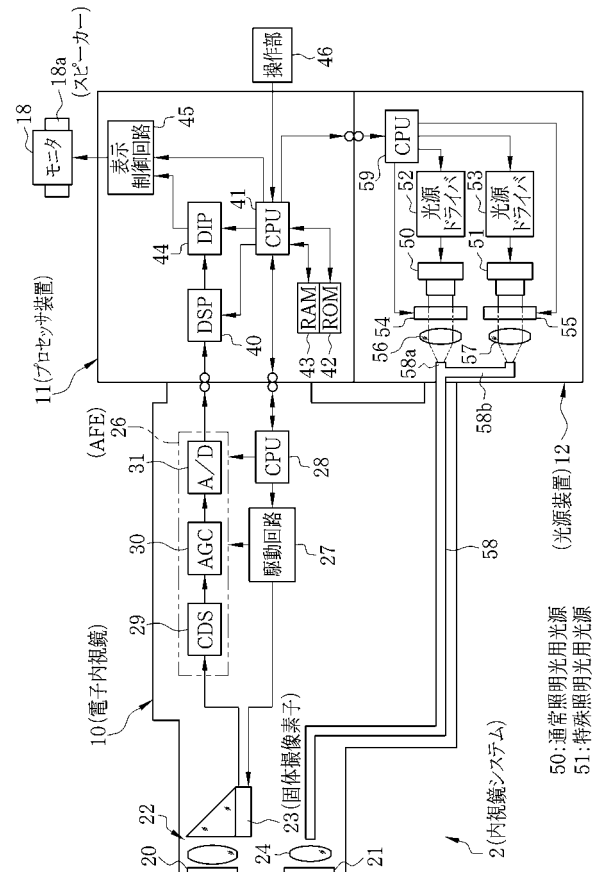 2(内視鏡システム)
10(電子内視鏡)
(AFE)
26
29
30
31
CDS
AGC
A/D
駆動回路
27
CPU
28
20
22
23(固体撮像素子)
24
21
58
11(プロセッサ装置)
DSP
40
DIP
44
CPU
41
RAM
ROM
43
42
表示
制御回路
45
モニタ
18
18a
(スピーカー)
操作部
46
CPU
59
光源
ドライバ
52
光源
ドライバ
53
50
51
54
55
56
57
58a
58b
(光源装置)12
50:通常照明光用光源
51:特殊照明光用光源